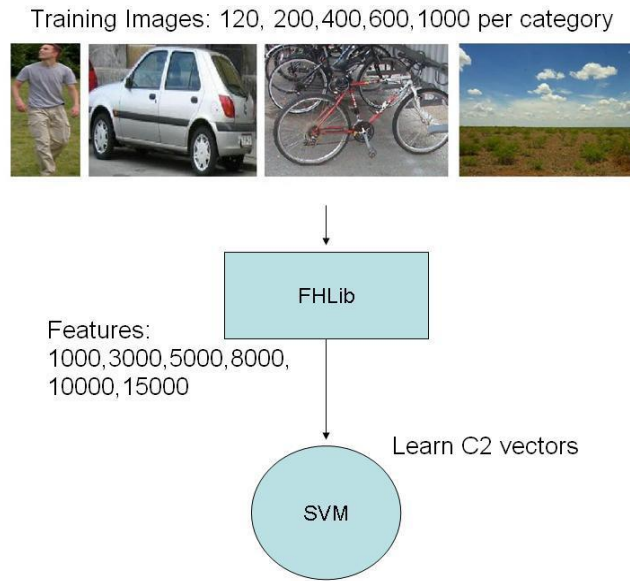 Training Images: 120, 200,400,600,1000 per category
FHLib
Features:
1000,3000,5000,8000,
10000,15000
Learn C2 vectors
SVM